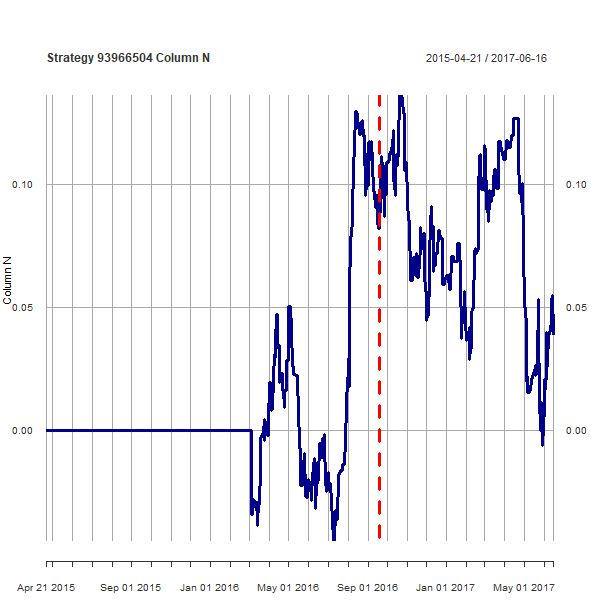 Strategy 93966504 Column N
2015-04-21 / 2017-06-16
Column N
0.10
0.10
0.05
0.05
0.00
0.00
Apr 21 2015
Sep 01 2015
Jan 01 2016
May 01 2016
Sep 01 2016
Jan 01 2017
May 01 2017